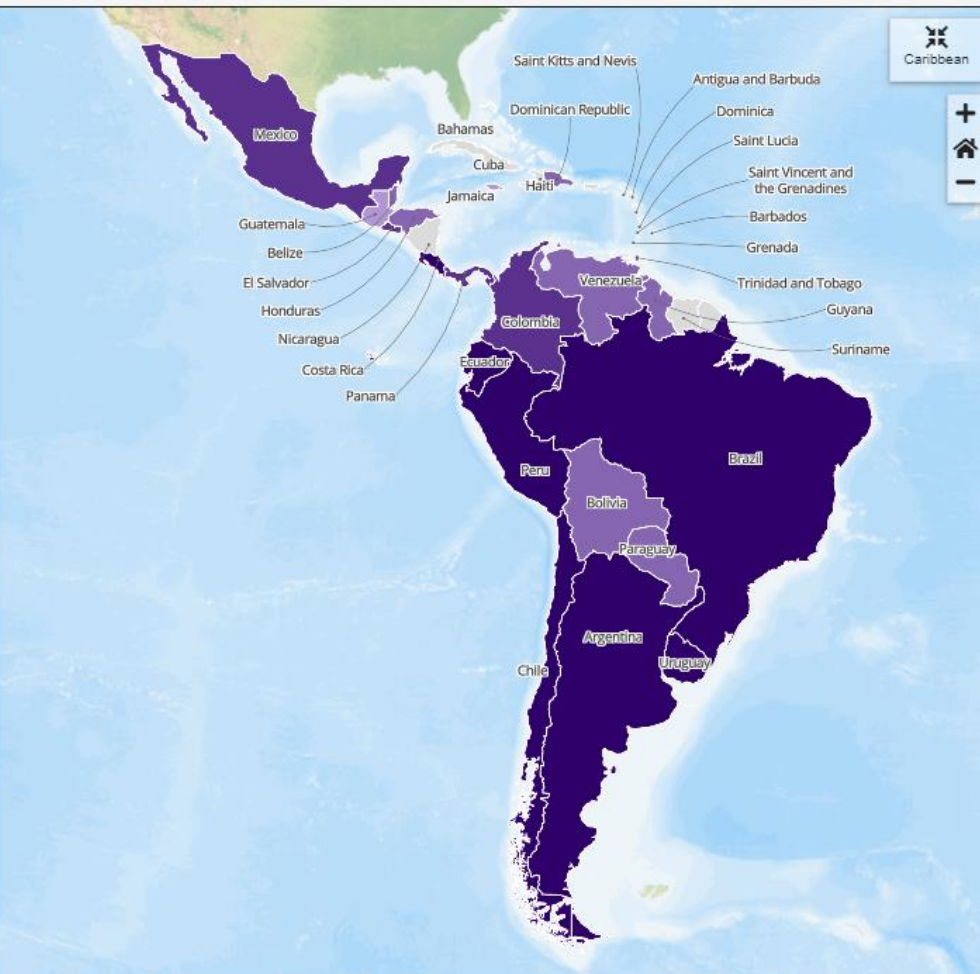 Caribbean
+
−
Saint Kitts and Nevis
Antigua and Barbuda
Dominican Republic
Dominica
Bahamas
Saint Lucia
Mexico
Cuba
Saint Vincent and
the Grenadines
Haiti
Jamaica
Barbados
Guatemala
Grenada
Belize
Venezuela
El Salvador
Trinidad and Tobago
Honduras
Guyana
Colombia
Nicaragua
Suriname
Ecuador
Costa Rica
Panama
Brazil
Peru
Bolivia
Paraguay
Argentina
Uruguay
Chile